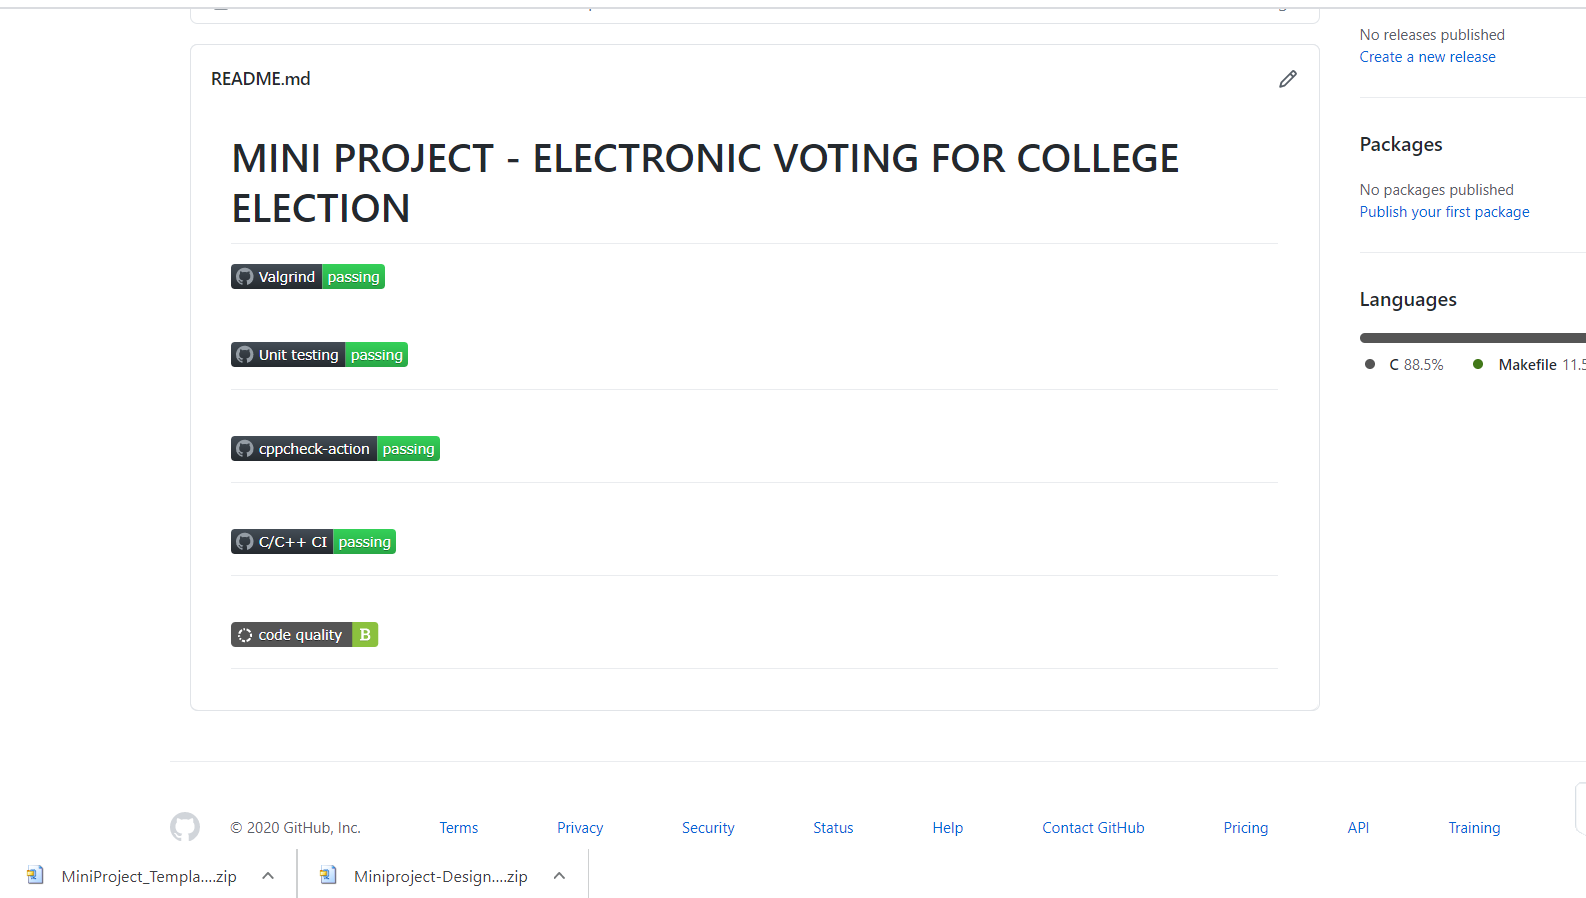 No releases published
Create a new release
README.md
MINI PROJECT - ELECTRONIC VOTING FOR COLLEGE
ELECTION
Valgrind passing
Unit testing passing
cppcheck-action passing
C/C++ CI passing
code quality B
Packages
No packages published
Publish your first package
Languages
C 88.5% Makefile 11.5
© 2020 GitHub, Inc. Terms Privacy Security Status Help Contact GitHub Pricing API Training
MiniProject_Templa....zip Miniproject-Design....zip